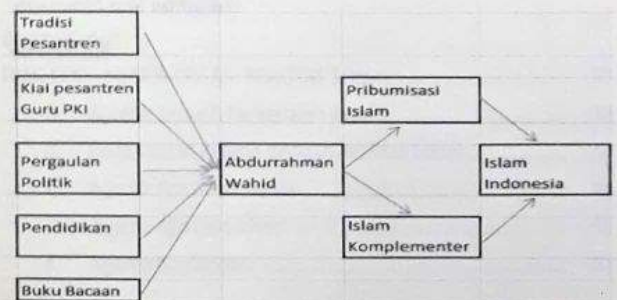 Tradisi
Pesantren
Kiai pesantren
Guru PKI
Pergaulan
Politik
Pendidikan
Buku Bacaan
Abdurrahman
Wahid
Pribumisasi
Islam
Islam
Komplementer
Islam
Indonesia